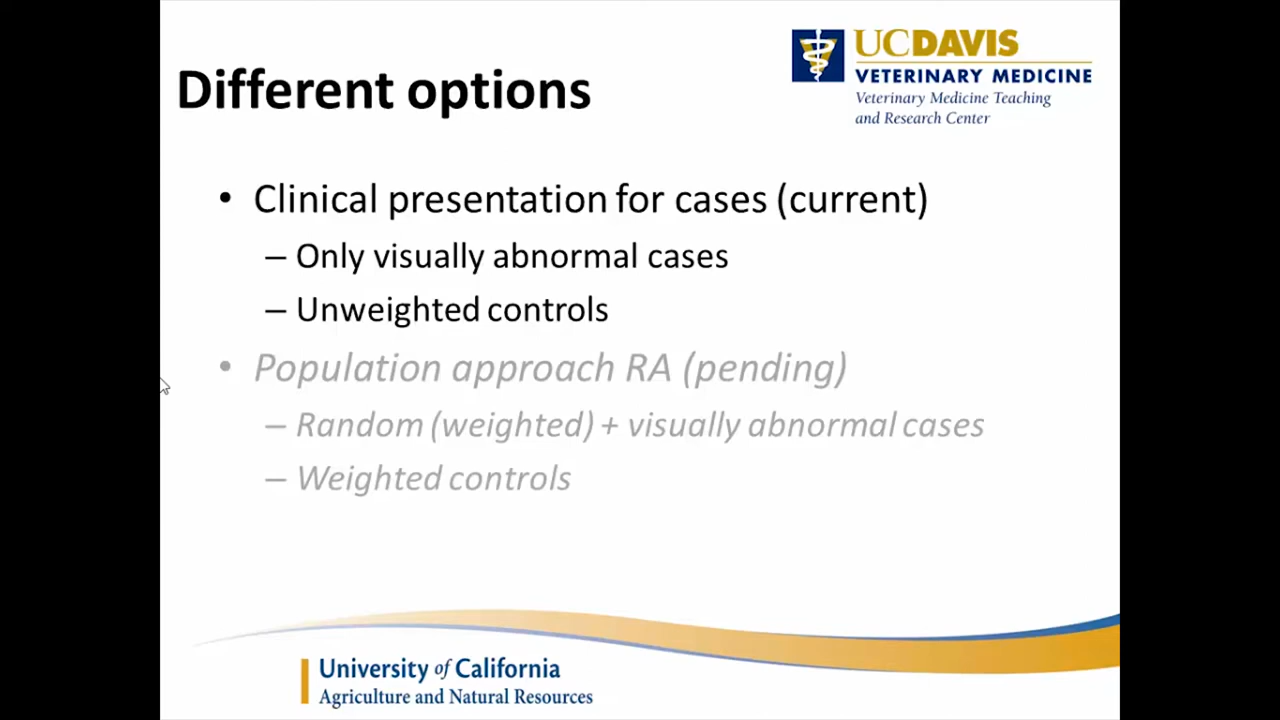 Different options
UCDAVIS
VETERINARY MEDICINE
Veterinary Medicine Teaching
and Research Center
• Clinical presentation for cases (current)
– Only visually abnormal cases
– Unweighted controls
• Population approach RA (pending)
– Random (weighted) + visually abnormal cases
– Weighted controls
University of California
Agriculture and Natural Resources